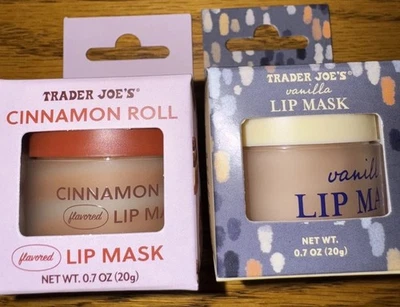 TRADER JOE'S®
CINNAMON ROLL
CINNAMON
flavored LIP MA
flavored LIP MASK
NET WT. 0.7 OZ (20g)
TRADER JOE'S®
vanilla
LIP MASK
vanill
LIP MA
NET WT.
0.7 OZ (20g)